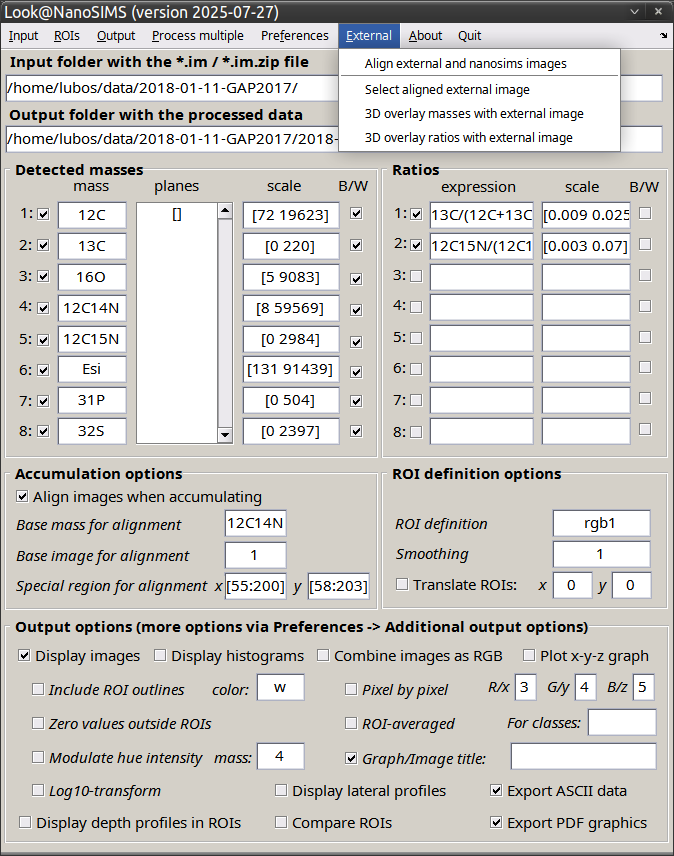 Look@NanoSIMS (version 2025-07-27)
Input ROIs Output Process multiple Preferences External About Quit
Align external and nanosims images
Select aligned external image
3D overlay masses with external image
3D overlay ratios with external image
Input folder with the *.im / *.im.zip file
/home/lubos/data/2018-01-11-GAP2017/
Output folder with the processed data
/home/lubos/data/2018-01-11-GAP2017/2018-
Detected masses
mass planes scale B/W
1: 12C [] [72 19623]
2: 13C [0 220]
3: 16O [5 9083]
4: 12C14N [8 59569]
5: 12C15N [0 2984]
6: Esi [131 91439]
7: 31P [0 504]
8: 32S [0 2397]
Ratios
expression scale B/W
1: 13C/(12C+13C [0.009 0.025
2: 12C15N/(12C1 [0.003 0.07]
3:
4:
5:
6:
7:
8:
Accumulation options
Align images when accumulating
Base mass for alignment 12C14N
Base image for alignment 1
Special region for alignment x [55:200] y [58:203]
ROI definition options
ROI definition rgb1
Smoothing 1
Translate ROIs: x 0 y 0
Output options (more options via Preferences -> Additional output options)
Display images Display histograms Combine images as RGB Plot x-y-z graph
Include ROI outlines color: w Pixel by pixel R/x 3 G/y 4 B/z 5
Zero values outside ROIs ROI-averaged For classes:
Modulate hue intensity mass: 4 Graph/Image title:
Log10-transform Display lateral profiles Export ASCII data
Display depth profiles in ROIs Compare ROIs Export PDF graphics